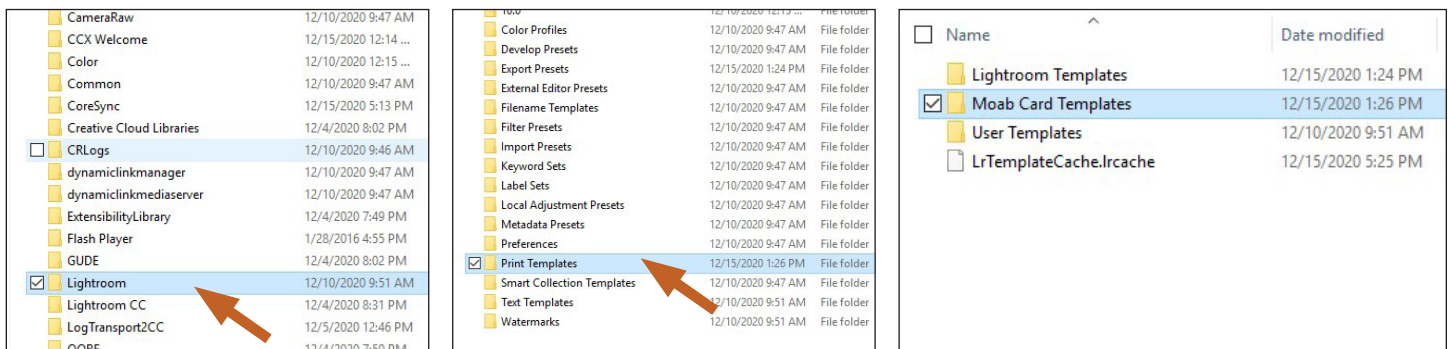 CameraRaw 12/10/2020 9:47 AM
CCX Welcome 12/15/2020 12:14 ...
Color 12/10/2020 12:15 ...
Common 12/10/2020 9:47 AM
CoreSync 12/15/2020 5:13 PM
Creative Cloud Libraries 12/4/2020 8:02 PM
CRLogs 12/10/2020 9:46 AM
dynamiclinkmanager 12/10/2020 9:47 AM
dynamiclinkmediaserver 12/10/2020 9:47 AM
ExtensibilityLibrary 12/4/2020 7:49 PM
Flash Player 1/28/2016 4:55 PM
GUDE 12/4/2020 8:02 PM
Lightroom 12/10/2020 9:51 AM
Lightroom CC 12/4/2020 8:31 PM
LogTransport2CC 12/5/2020 12:46 PM
OOBE 12/4/2020 7:50 PM
10.0 12/10/2020 12:15 ... File folder
Color Profiles 12/10/2020 9:47 AM File folder
Develop Presets 12/10/2020 9:47 AM File folder
Export Presets 12/15/2020 1:24 PM File folder
External Editor Presets 12/10/2020 9:47 AM File folder
Filename Templates 12/10/2020 9:47 AM File folder
Filter Presets 12/10/2020 9:47 AM File folder
Import Presets 12/10/2020 9:47 AM File folder
Keyword Sets 12/10/2020 9:47 AM File folder
Label Sets 12/10/2020 9:47 AM File folder
Local Adjustment Presets 12/10/2020 9:47 AM File folder
Metadata Presets 12/10/2020 9:47 AM File folder
Preferences 12/10/2020 9:47 AM File folder
Print Templates 12/15/2020 1:26 PM File folder
Smart Collection Templates 12/10/2020 9:47 AM File folder
Text Templates 12/10/2020 9:51 AM File folder
Watermarks 12/10/2020 9:51 AM File folder
Name Date modified
Lightroom Templates 12/15/2020 1:24 PM
Moab Card Templates 12/15/2020 1:26 PM
User Templates 12/10/2020 9:51 AM
LrTemplateCache.lrcache 12/15/2020 5:25 PM